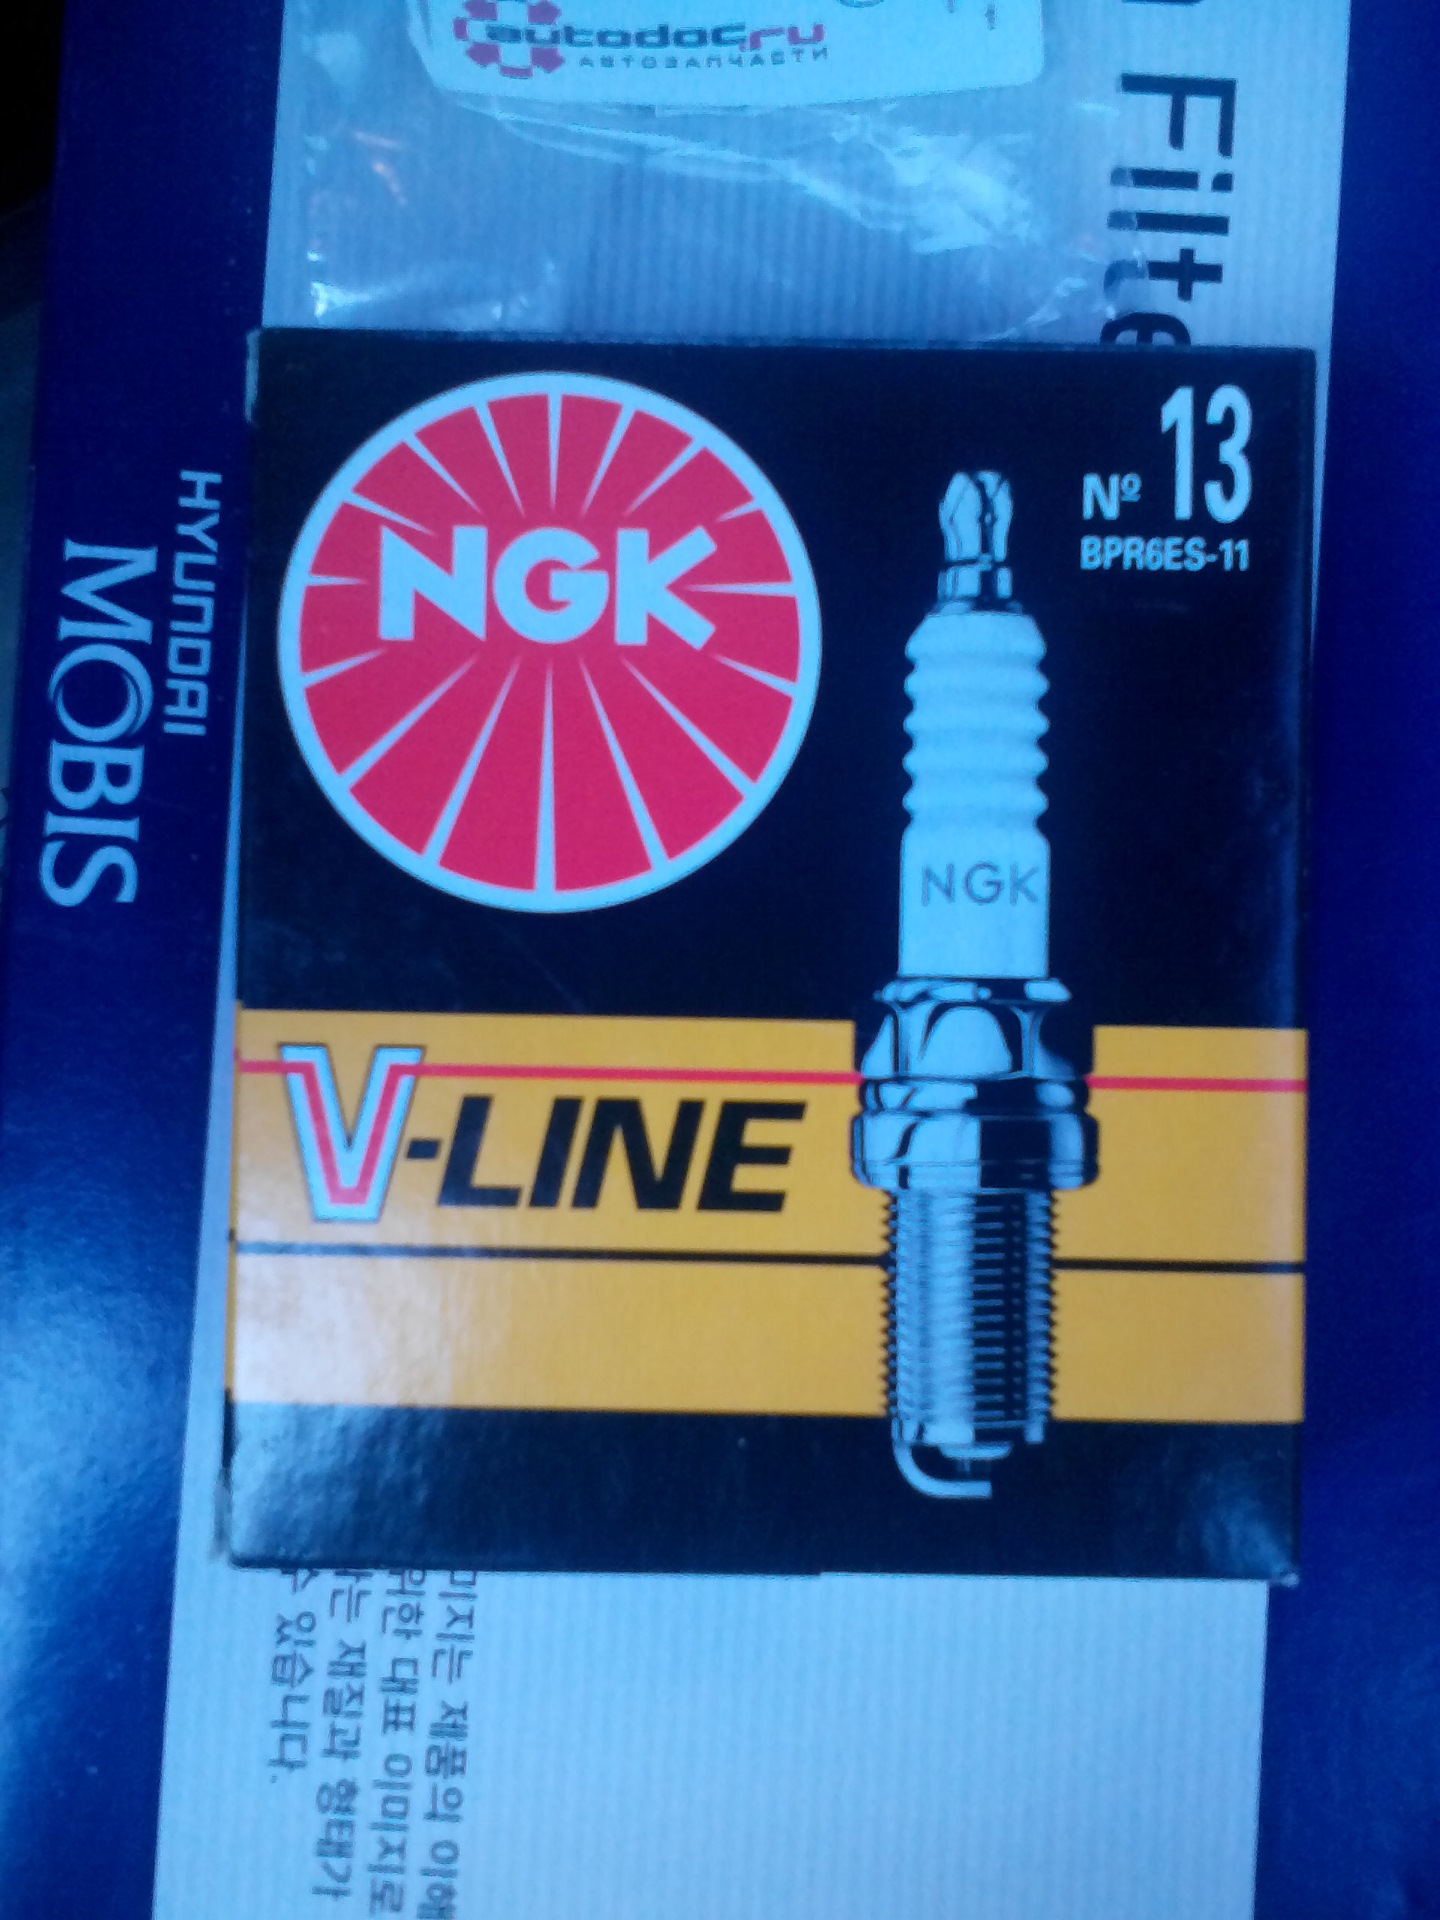 autodoc.ru
АВТОЗАПЧАСТИ
Filte
HYUNDAI
MOBIS
NGK
Nº 13
BPR6ES-11
NGK
V-LINE
미지는 제품의 이해
위한 대표 이미지로
는 재질과 형태가
수 있습니다.